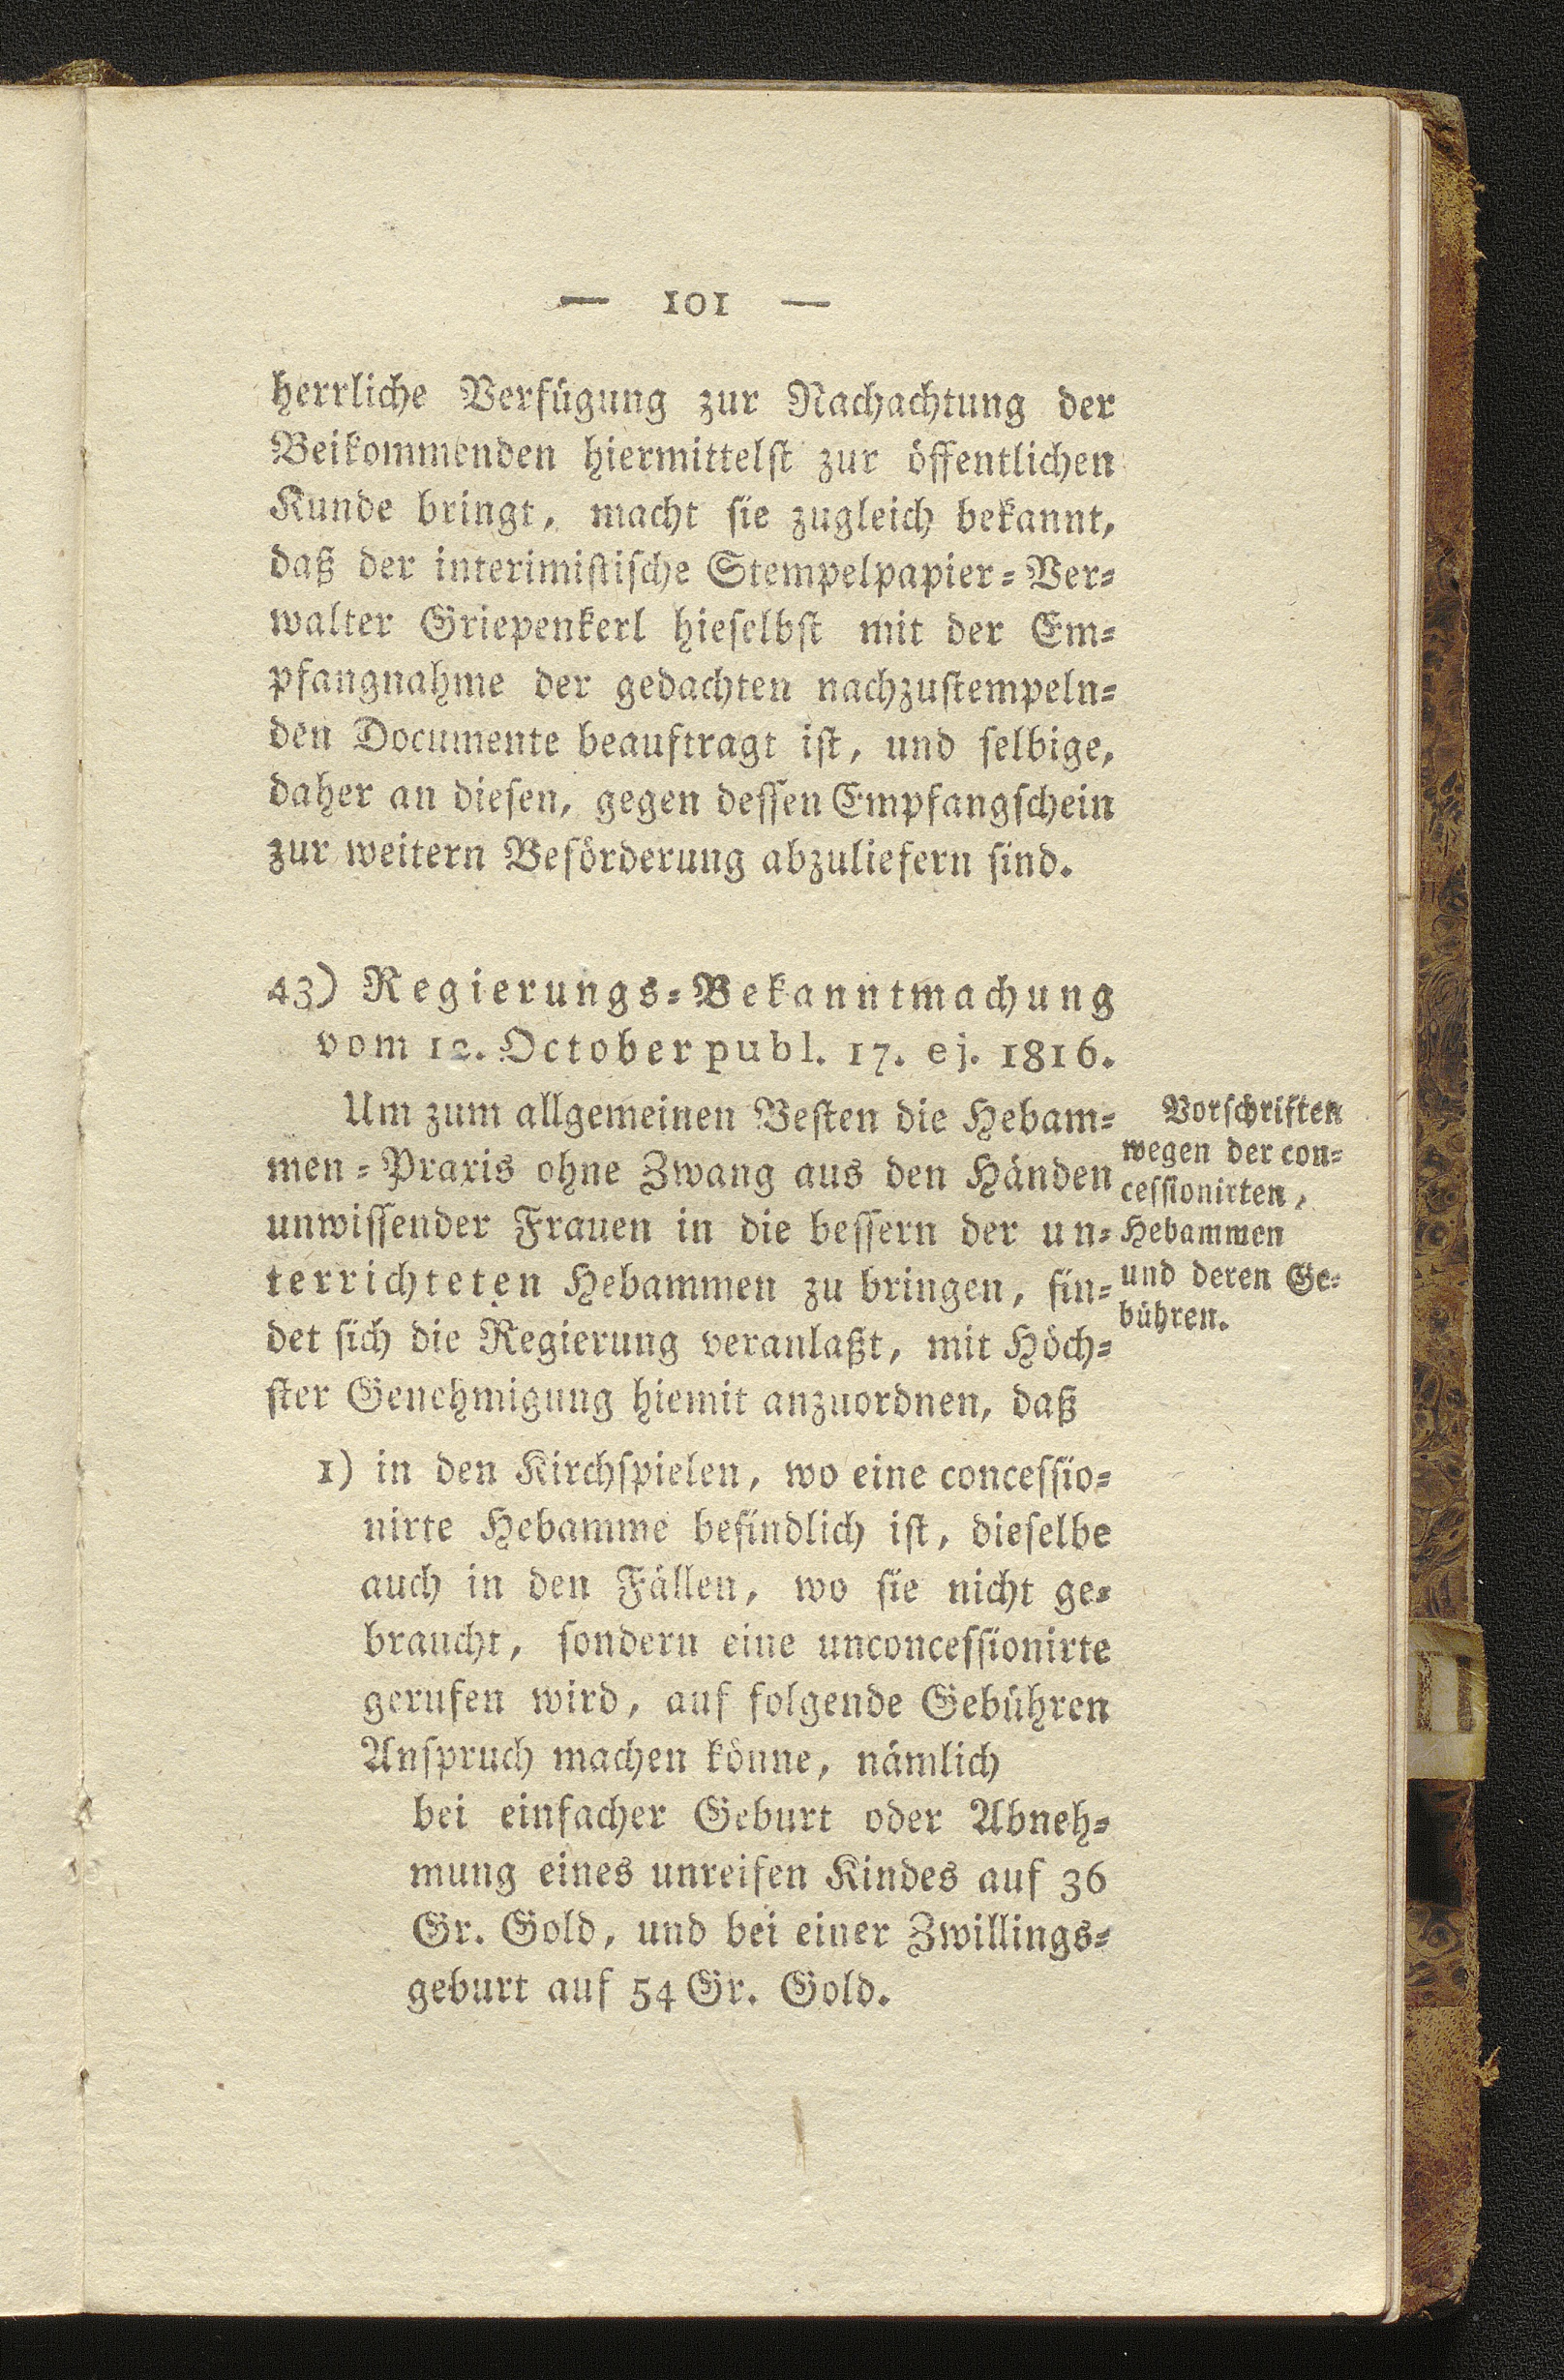 — 101 —
herrliche Verfügung zur Nachachtung der
Beikommenden hiermittelst zur öffentlichen
Kunde bringt, macht sie zugleich bekannt,
daß der interimistische Stempelpapier-Ver-
walter Griepenkerl hieselbst mit der Em-
pfangnahme der gedachten nachzustempeln-
den Documente beauftragt ist, und selbige,
daher an diesen, gegen dessen Empfangschein
zur weitern Beförderung abzuliefern sind.
43) Regierungs-Bekanntmachung
vom 12. October publ. 17. ej. 1816.
Um zum allgemeinen Besten die Hebam-
men-Praxis ohne Zwang aus den Händen
unwissender Frauen in die bessern der un-
terrichteten Hebammen zu bringen, fin-
det sich die Regierung veranlaßt, mit Höch-
ster Genehmigung hiemit anzuordnen, daß
Vorschriften
wegen der con-
cessionirten,
Hebammen
und deren Ge-
bühren.
1) in den Kirchspielen, wo eine concessio-
nirte Hebamme befindlich ist, dieselbe
auch in den Fällen, wo sie nicht ge-
braucht, sondern eine unconcessionirte
gerufen wird, auf folgende Gebühren
Anspruch machen könne, nämlich
bei einfacher Geburt oder Abneh-
mung eines unreifen Kindes auf 36
Gr. Gold, und bei einer Zwillings-
geburt auf 54 Gr. Gold.